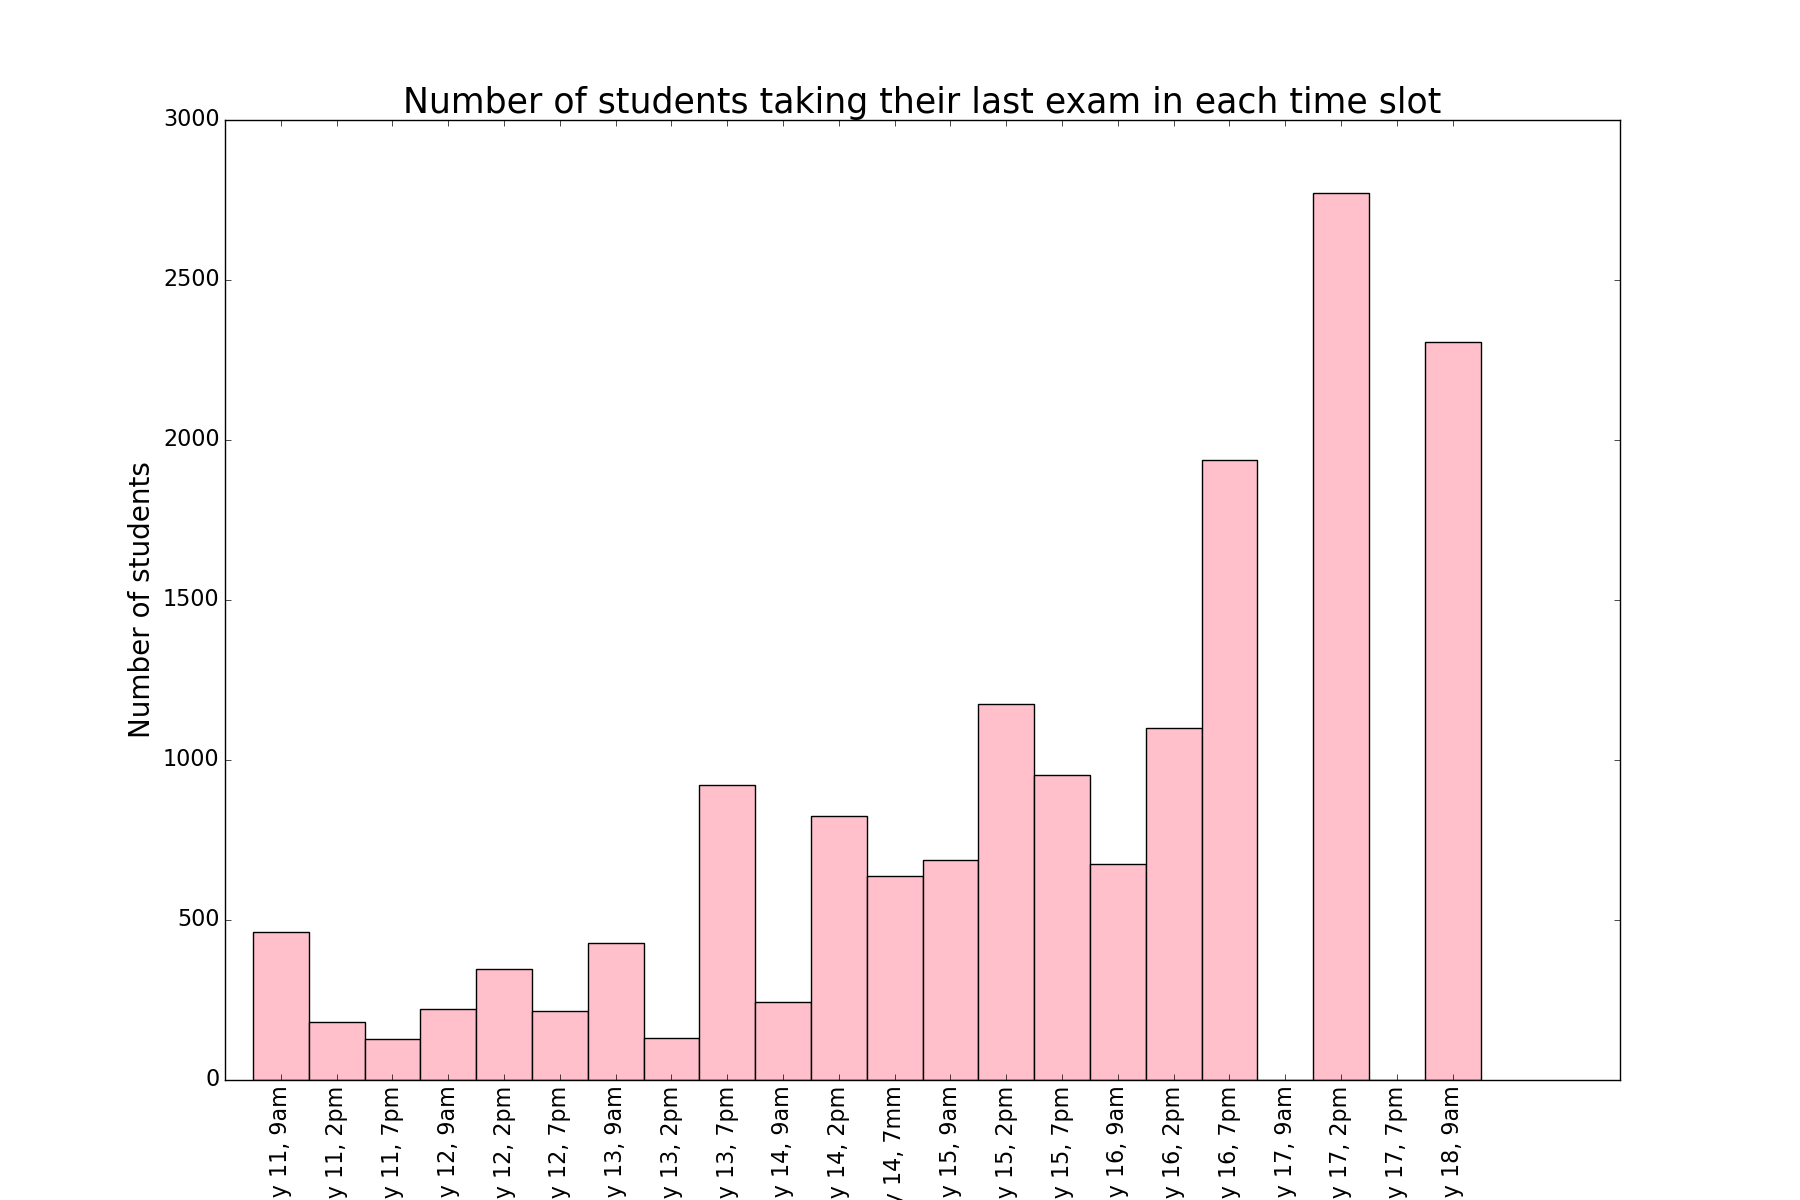 Number of students taking their last exam in each time slot
3000
2500
2000
1500
1000
500
0
Number of students
y 11, 9am
y 11, 2pm
y 11, 7pm
y 12, 9am
y 12, 2pm
y 12, 7pm
y 13, 9am
y 13, 2pm
y 13, 7pm
y 14, 9am
y 14, 2pm
y 14, 7mm
y 15, 9am
y 15, 2pm
y 15, 7pm
y 16, 9am
y 16, 2pm
y 16, 7pm
y 17, 9am
y 17, 2pm
y 17, 7pm
y 18, 9am